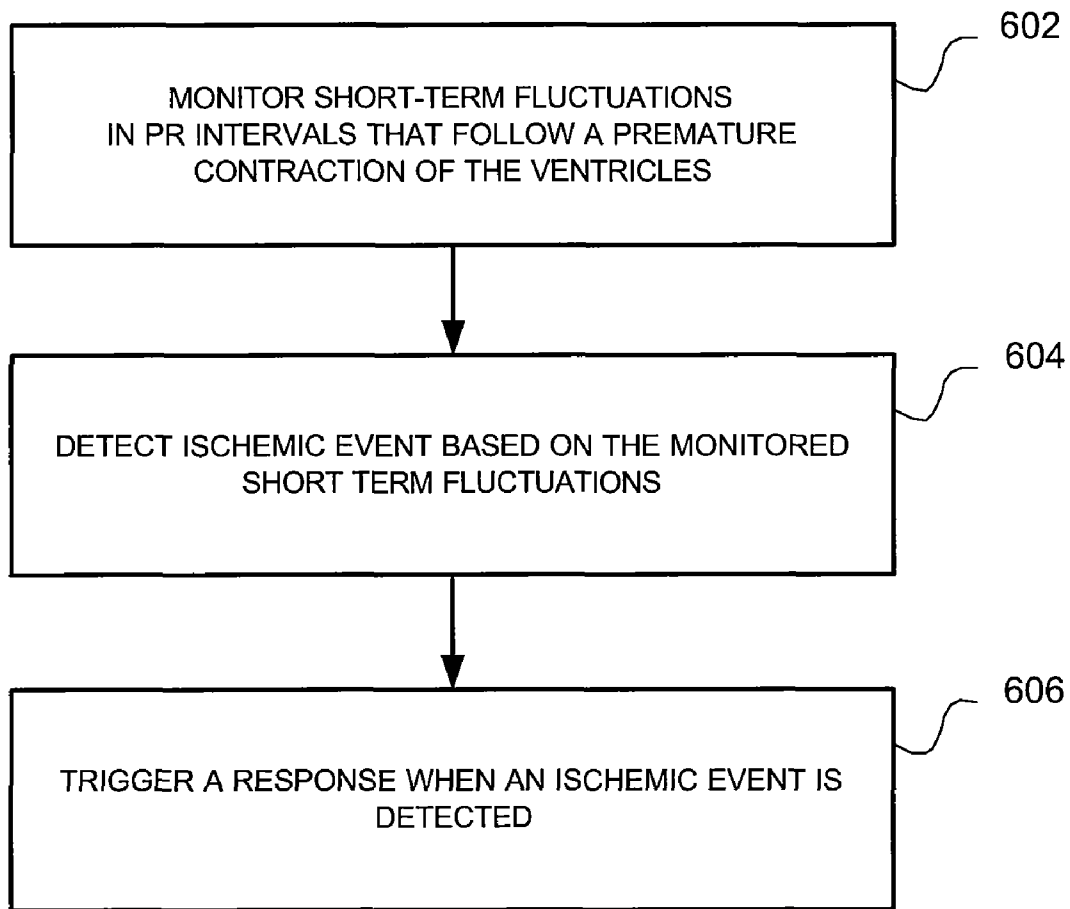 602
MONITOR SHORT-TERM FLUCTUATIONS
IN PR INTERVALS THAT FOLLOW A PREMATURE
CONTRACTION OF THE VENTRICLES
604
DETECT ISCHEMIC EVENT BASED ON THE MONITORED
SHORT TERM FLUCTUATIONS
606
TRIGGER A RESPONSE WHEN AN ISCHEMIC EVENT IS
DETECTED